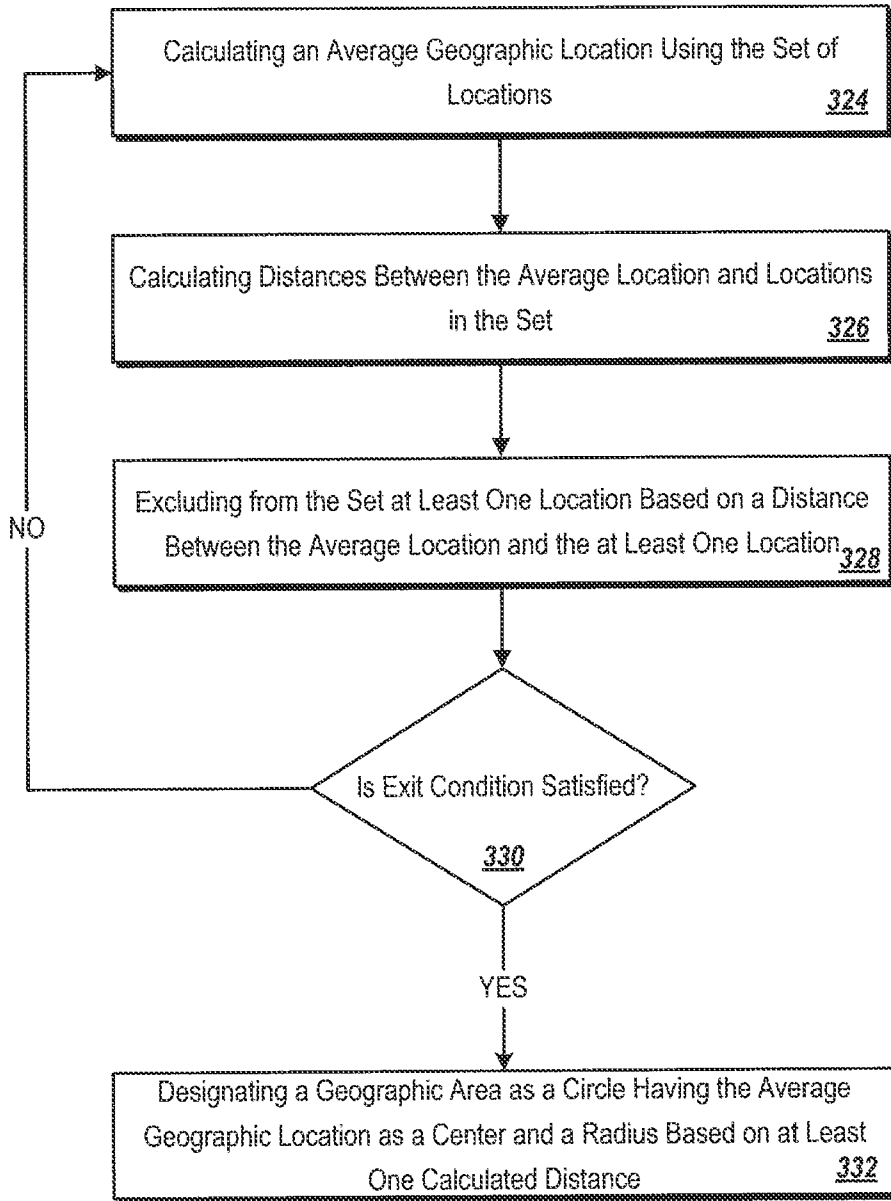 Calculating an Average Geographic Location Using the Set of
Locations
324
Calculating Distances Between the Average Location and Locations
in the Set
326
Excluding from the Set at Least One Location Based on a Distance
Between the Average Location and the at Least One Location
328
NO
Is Exit Condition Satisfied?
330
YES
Designating a Geographic Area as a Circle Having the Average
Geographic Location as a Center and a Radius Based on at Least
One Calculated Distance
332